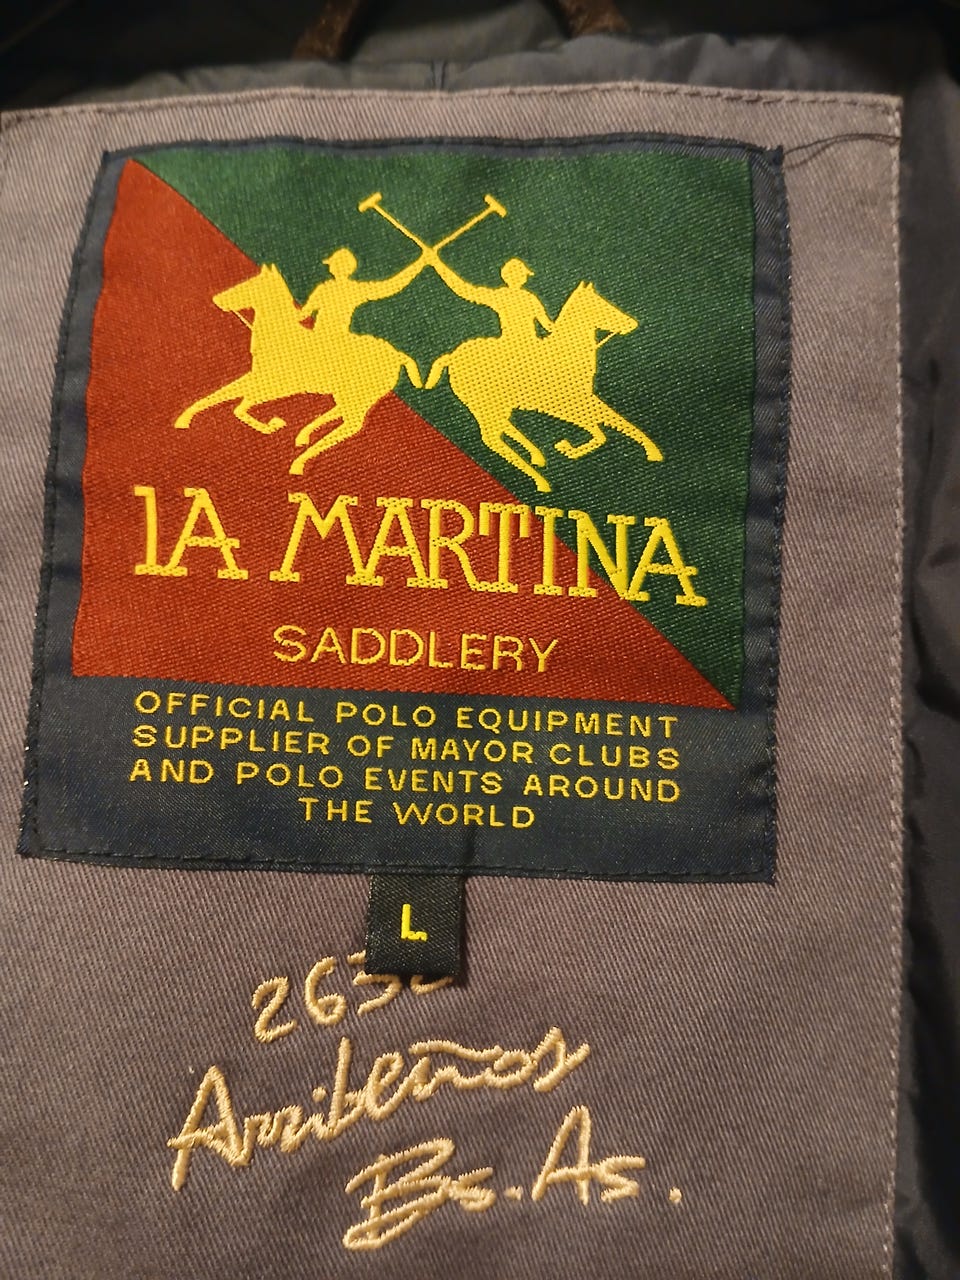 LA MARTINA
SADDLERY
OFFICIAL POLO EQUIPMENT
SUPPLIER OF MAYOR CLUBS
AND POLO EVENTS AROUND
THE WORLD
L
Arribeños
Bs. As.